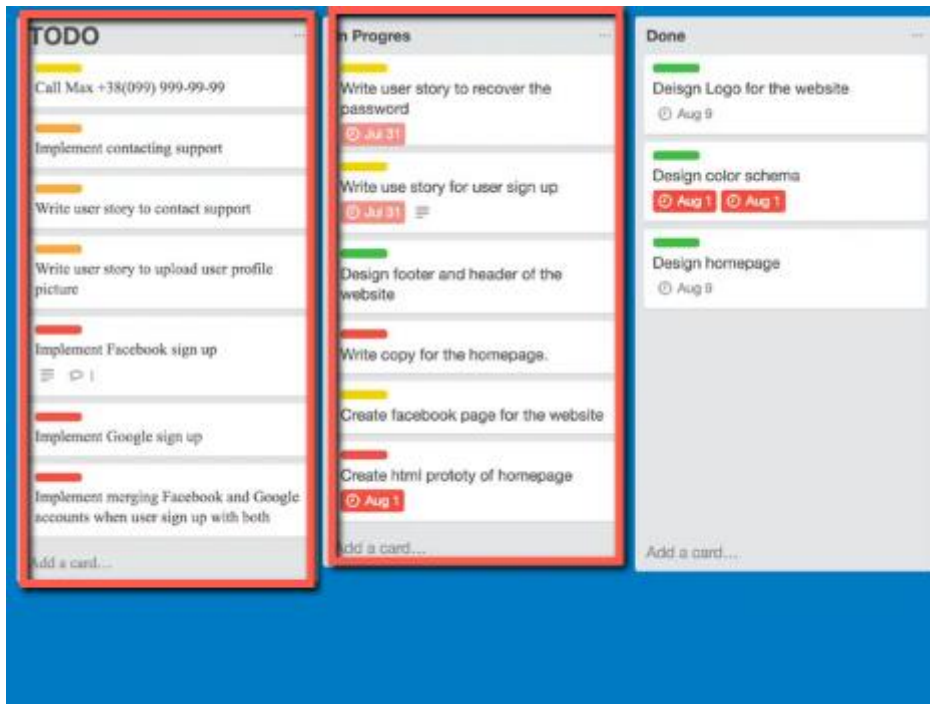 TODO
Call Max +38(099) 999-99-99
Implement contacting support
Write user story to contact support
Write user story to upload user profile
picture
Implement Facebook sign up
1
Implement Google sign up
Implement merging Facebook and Google
accounts when user sign up with both
Add a card...
n Progres
Write user story to recover the
password
Jul 31
Write use story for user sign up
Jul 31
Design footer and header of the
website
Write copy for the homepage.
Create facebook page for the website
Create html prototy of homepage
Aug 1
Add a card...
Done
Deisgn Logo for the website
Aug 9
Design color schema
Aug 1 Aug 1
Design homepage
Aug 9
Add a card...